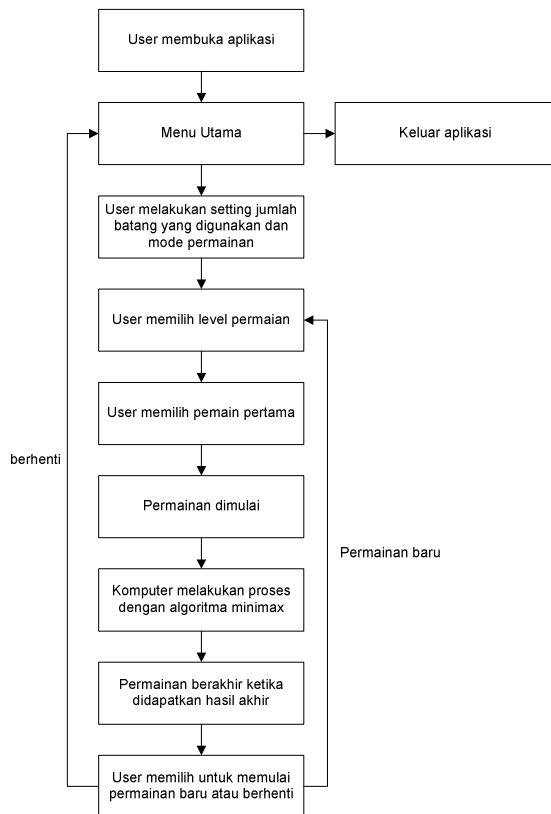 User membuka aplikasi
Menu Utama
Keluar aplikasi
User melakukan setting jumlah
batang yang digunakan dan
mode permainan
User memilih level permaian
User memilih pemain pertama
berhenti
Permainan dimulai
Permainan baru
Komputer melakukan proses
dengan algoritma minimax
Permainan berakhir ketika
didapatkan hasil akhir
User memilih untuk memulai
permainan baru atau berhenti